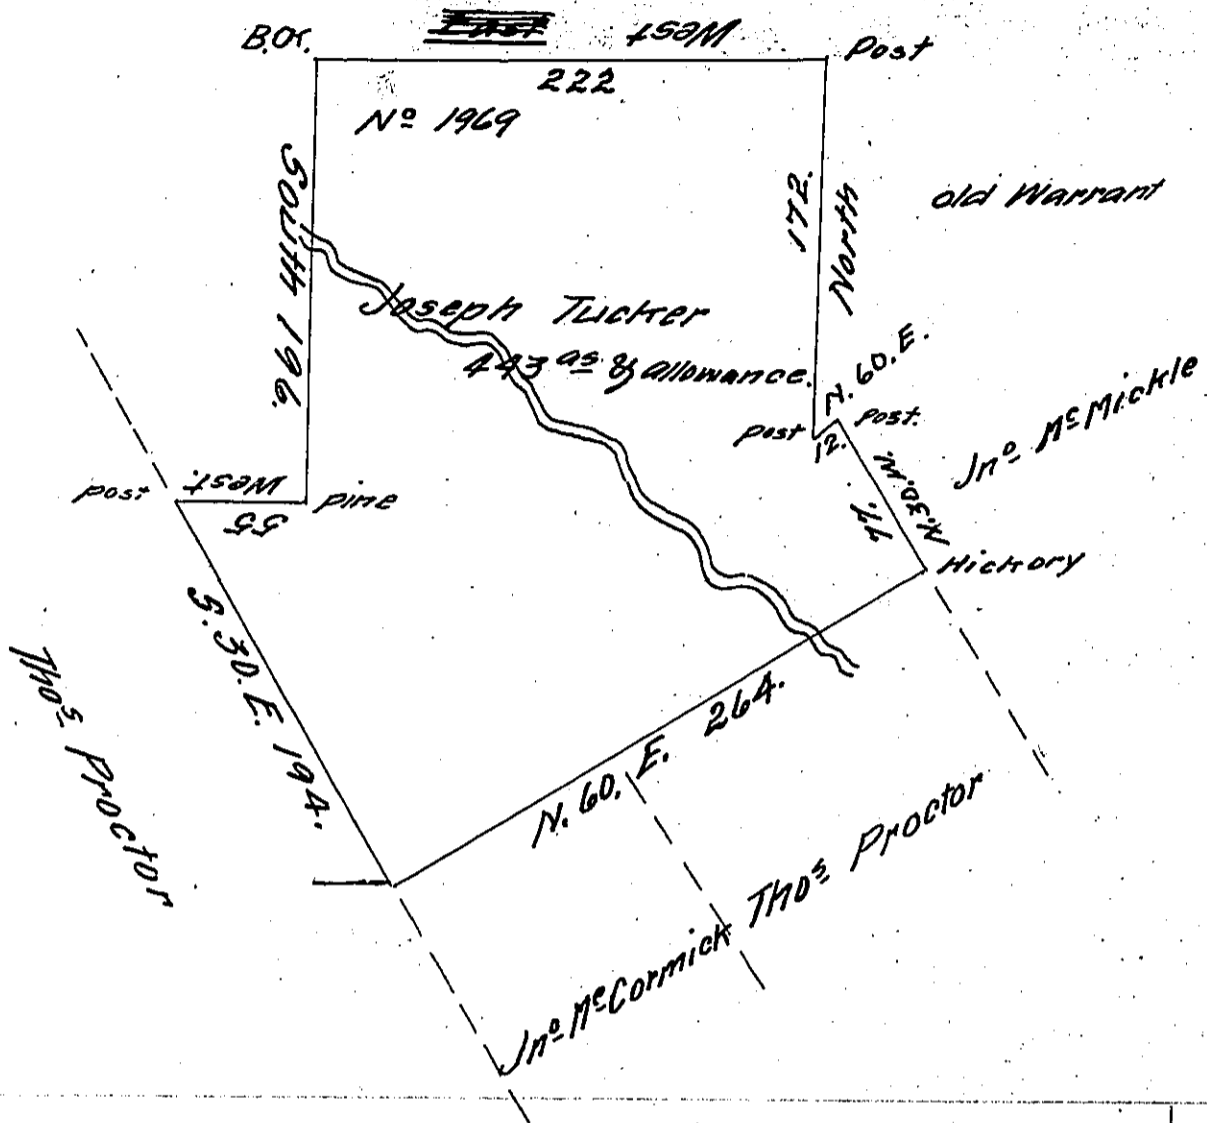 B.O.
East West
Post
222
Nº 1969
South 196.
172.
North
old Warrant
Joseph Tucker
443 as & allowance.
N. 60. E.
Post
12.
Post.
Jnº McMickle
N. 30. W.
77.
Hickory
Post
West
55
pine
S. 30. E. 194.
Thos Proctor
N. 60. E. 264.
Jnº McCormick
Thos Proctor